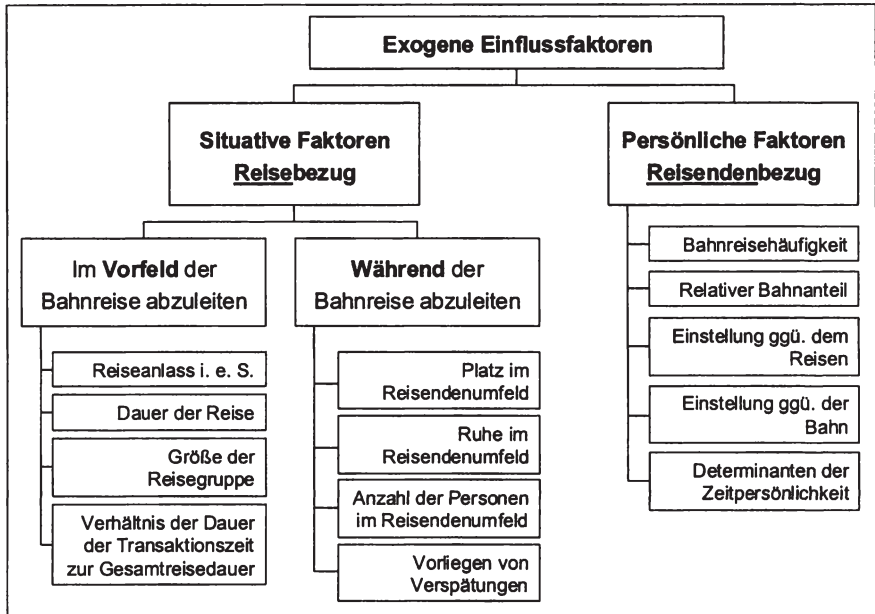 Exogene Einflussfaktoren
Situative Faktoren
Reisebezug
Persönliche Faktoren
Reisendenbezug
Im Vorfeld der
Bahnreise abzuleiten
Während der
Bahnreise abzuleiten
Reiseanlass i. e. S.
Dauer der Reise
Größe der
Reisegruppe
Verhältnis der Dauer
der Transaktionszeit
zur Gesamtreisedauer
Platz im
Reisendenumfeld
Ruhe im
Reisendenumfeld
Anzahl der Personen
im Reisendenumfeld
Vorliegen von
Verspätungen
Bahnreisehäufigkeit
Relativer Bahnanteil
Einstellung ggü. dem
Reisen
Einstellung ggü. der
Bahn
Determinanten der
Zeitpersönlichkeit